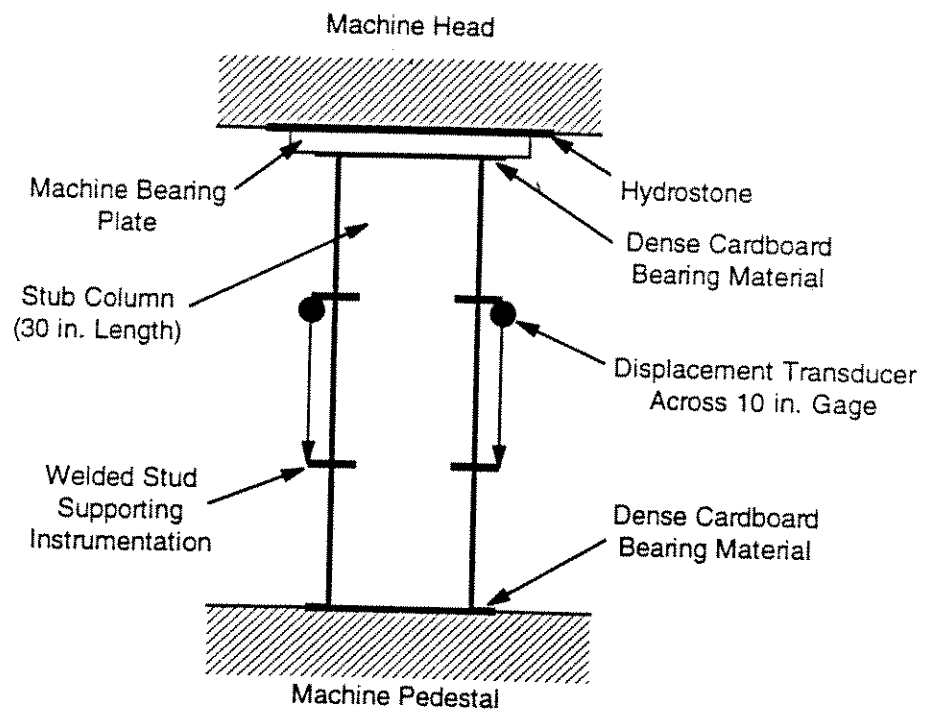 Machine Head
Machine Bearing
Plate
Hydrostone
Dense Cardboard
Bearing Material
Stub Column
(30 in. Length)
Displacement Transducer
Across 10 in. Gage
Welded Stud
Supporting
Instrumentation
Dense Cardboard
Bearing Material
Machine Pedestal